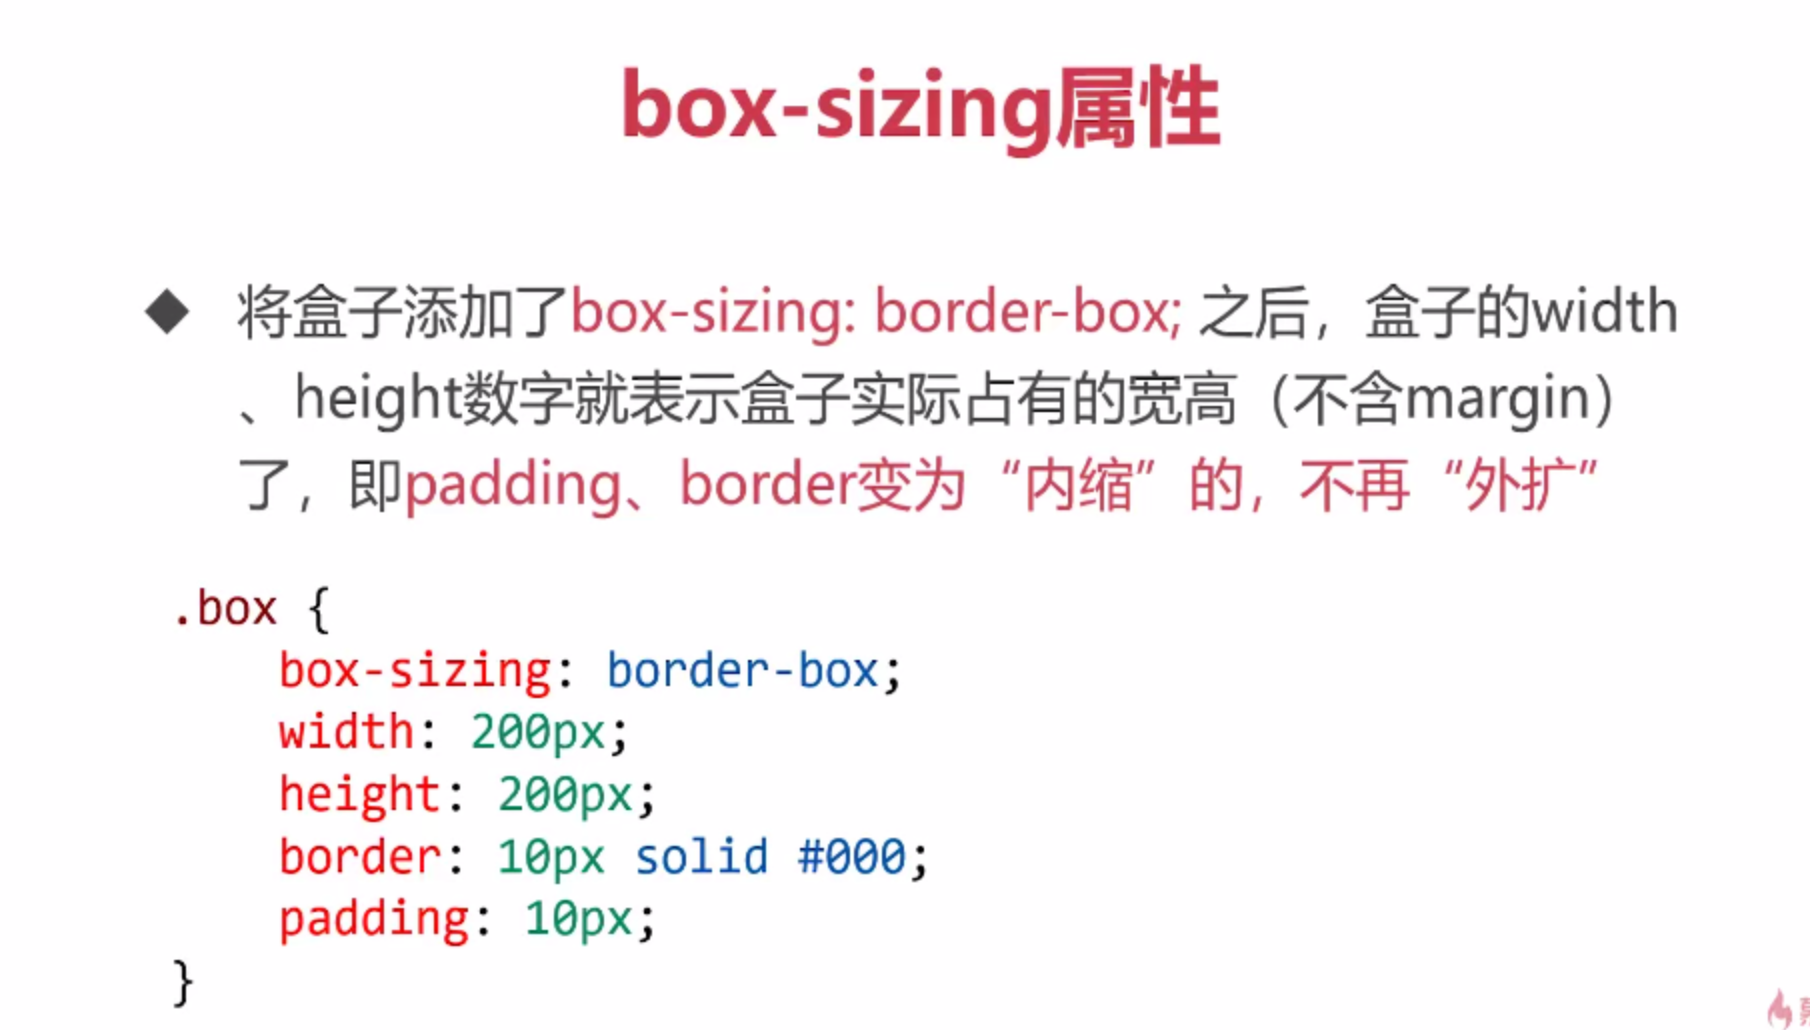 box-sizing属性
将盒子添加了box-sizing: border-box; 之后，盒子的width
、height数字就表示盒子实际占有的宽高（不含margin）
了，即padding、border变为“内缩”的，不再“外扩”
.box {
box-sizing: border-box;
width: 200px;
height: 200px;
border: 10px solid #000;
padding: 10px;
}